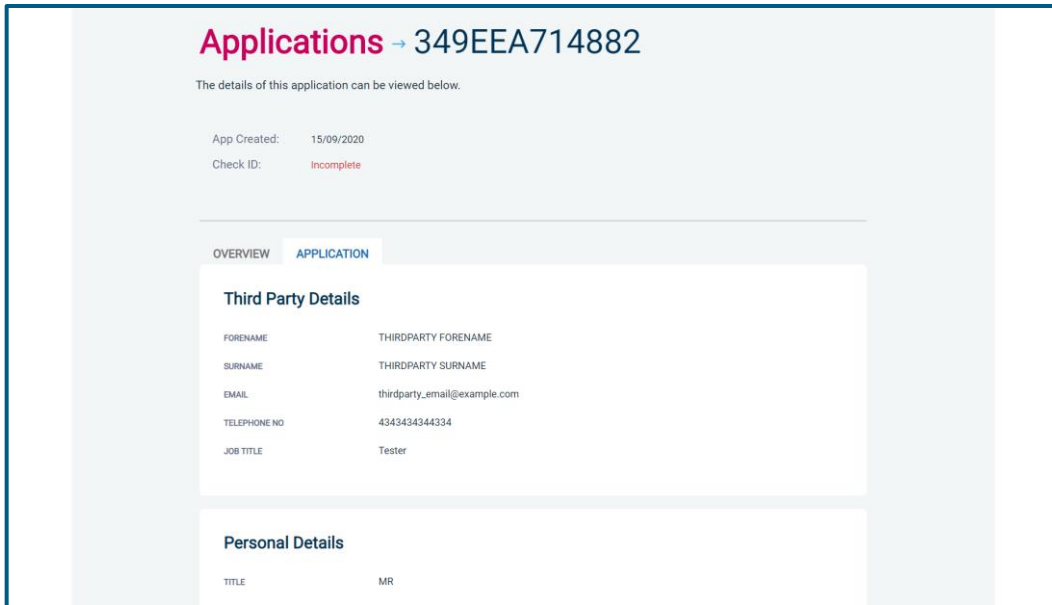 Applications → 349EEA714882
The details of this application can be viewed below.
App Created: 15/09/2020
Check ID: Incomplete
OVERVIEW APPLICATION
Third Party Details
FORENAME THIRDPARTY FORENAME
SURNAME THIRDPARTY SURNAME
EMAIL thirdparty_email@example.com
TELEPHONE NO 4343434344334
JOB TITLE Tester
Personal Details
TITLE MR